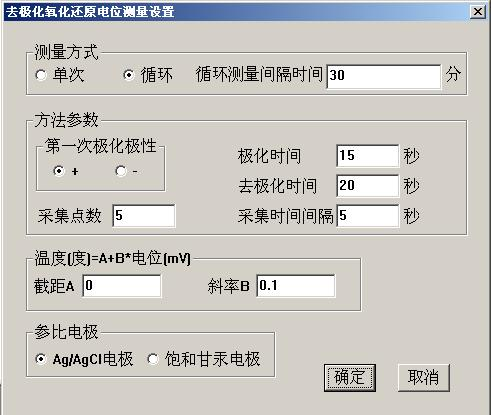 去极化氧化还原电位测量设置
测量方式
单次 循环 循环测量间隔时间 30 分
方法参数
第一次极化极性
+ -
极化时间 15 秒
去极化时间 20 秒
采集点数 5 采集时间间隔 5 秒
温度(度)=A+B*电位(mV)
截距A 0 斜率B 0.1
参比电极
Ag/AgCl电极 饱和甘汞电极
确定 取消